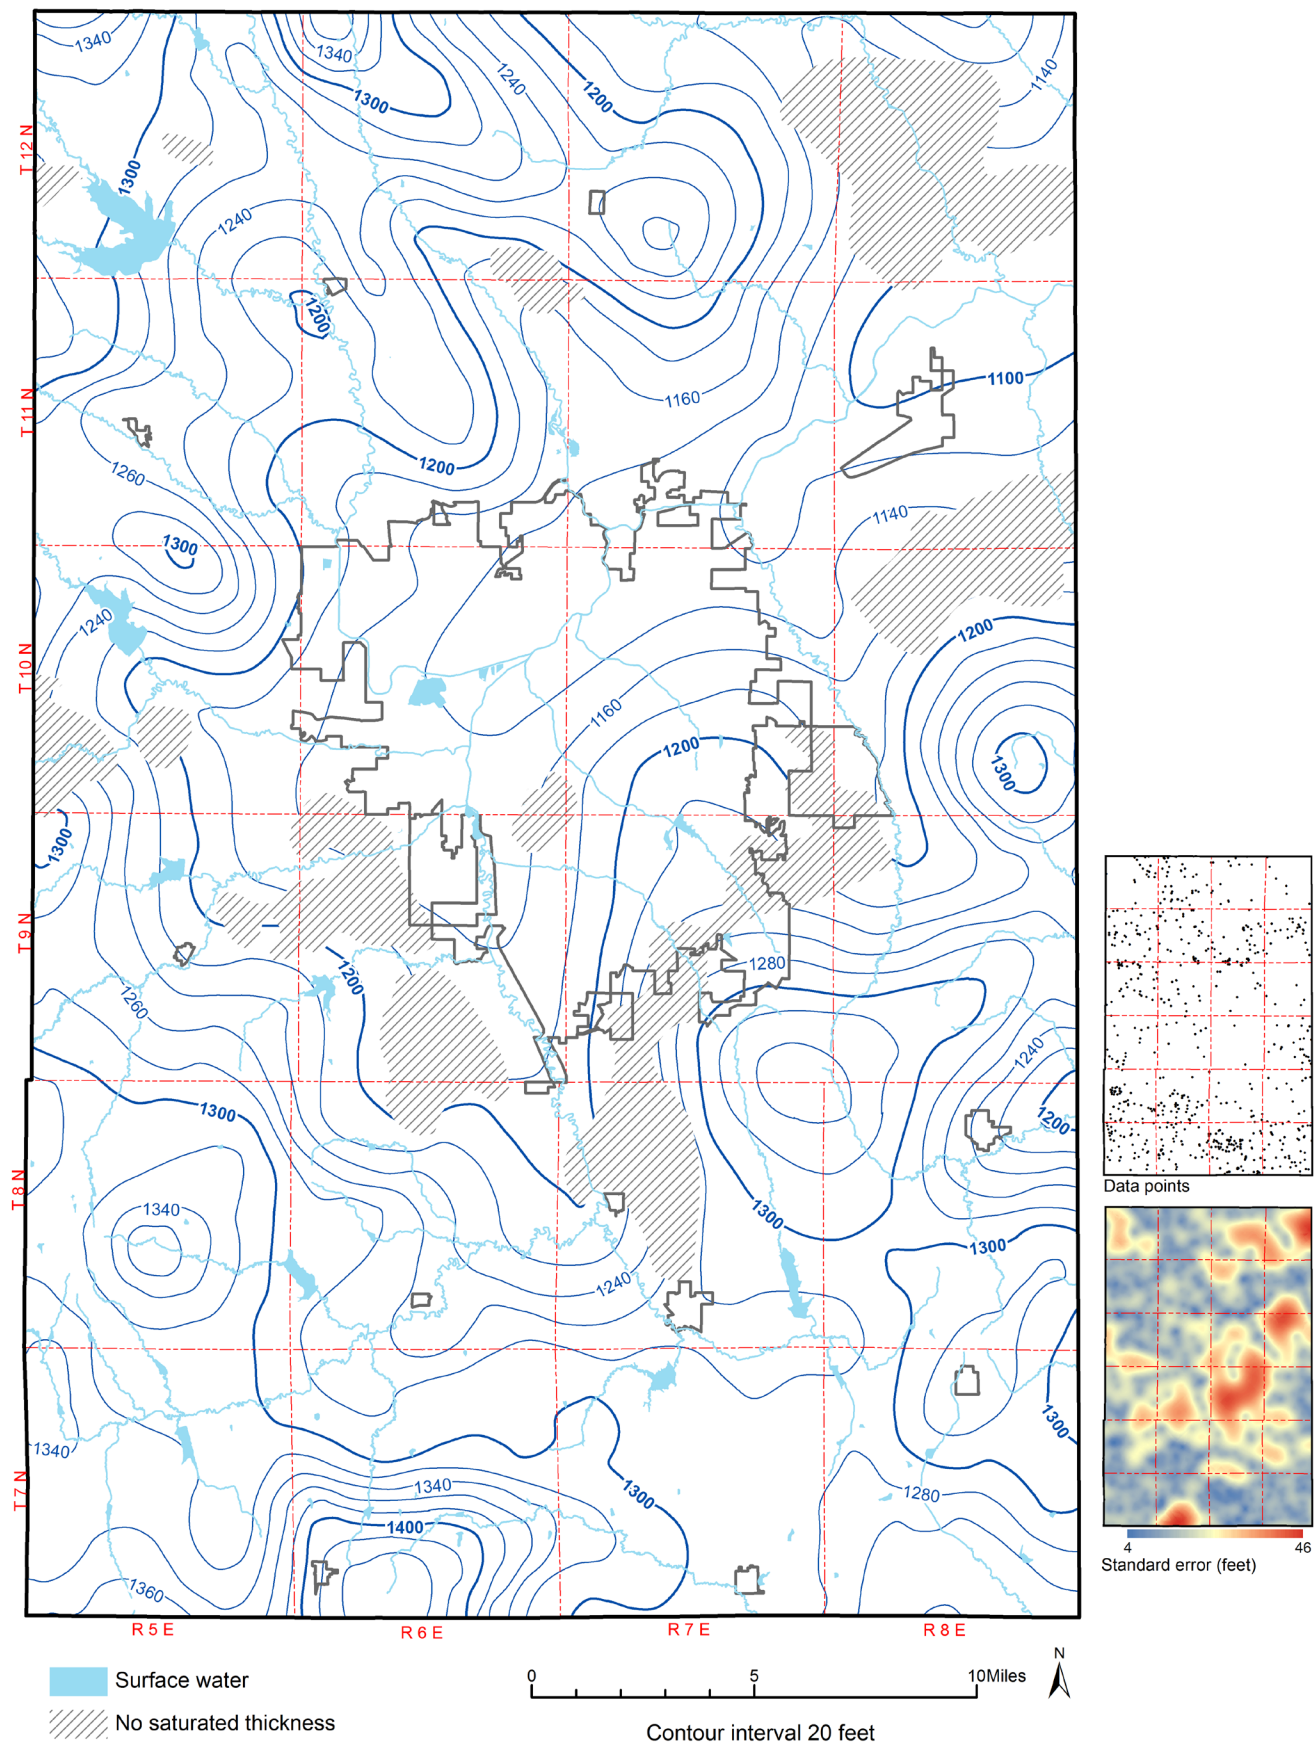 1340
1340
1240
1140
1300
1200
T 12 N
1300
1240
1200
1100
T 11 N
1160
1200
1260
1140
1300
1240
1200
T 10 N
1160
1200
1300
1300
T 9 N
1280
1200
1260
1240
1300
1200
T 8 N
1340
1300
1300
1240
1300
1340
T 7 N
1340
1300
1280
1400
1360
R 5 E
R 6 E
R 7 E
R 8 E
Data points
4
46
Standard error (feet)
Surface water
No saturated thickness
0
5
10Miles
N
Contour interval 20 feet